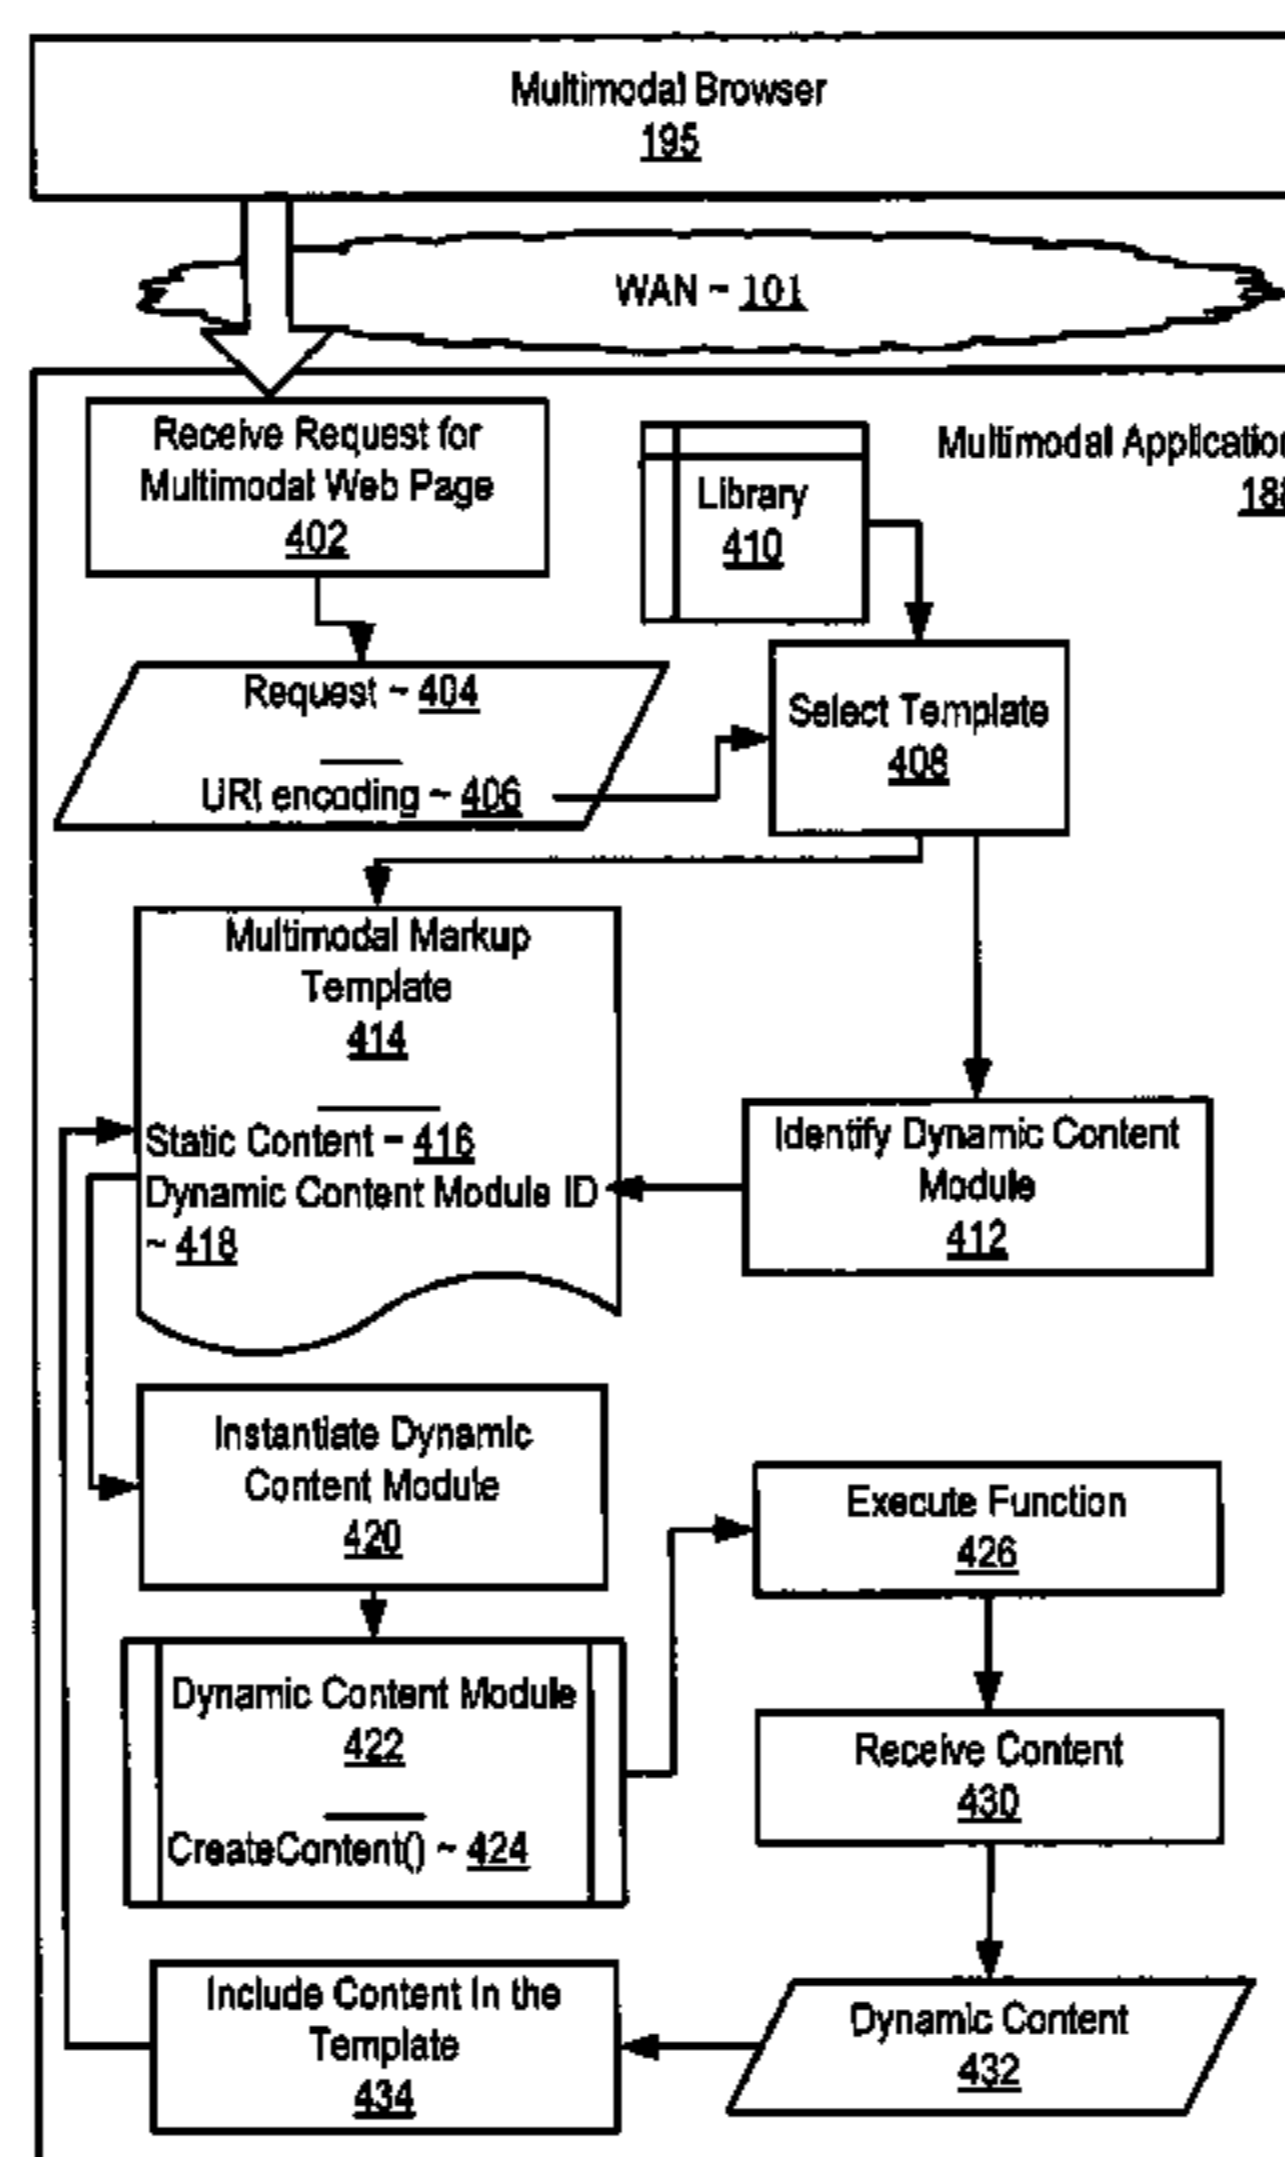 Multimodal Browser
195
WAN ~ 101
Receive Request for
Multimodal Web Page
402
Library
410
Multimodal Application
Request ~ 404
URI encoding ~ 406
Select Template
408
Multimodal Markup
Template
414
Static Content ~ 416
Dynamic Content Module ID
~ 418
Identify Dynamic Content
Module
412
Instantiate Dynamic
Content Module
420
Execute Function
426
Dynamic Content Module
422
CreateContent() ~ 424
Receive Content
430
Include Content In the
Template
434
Dynamic Content
432